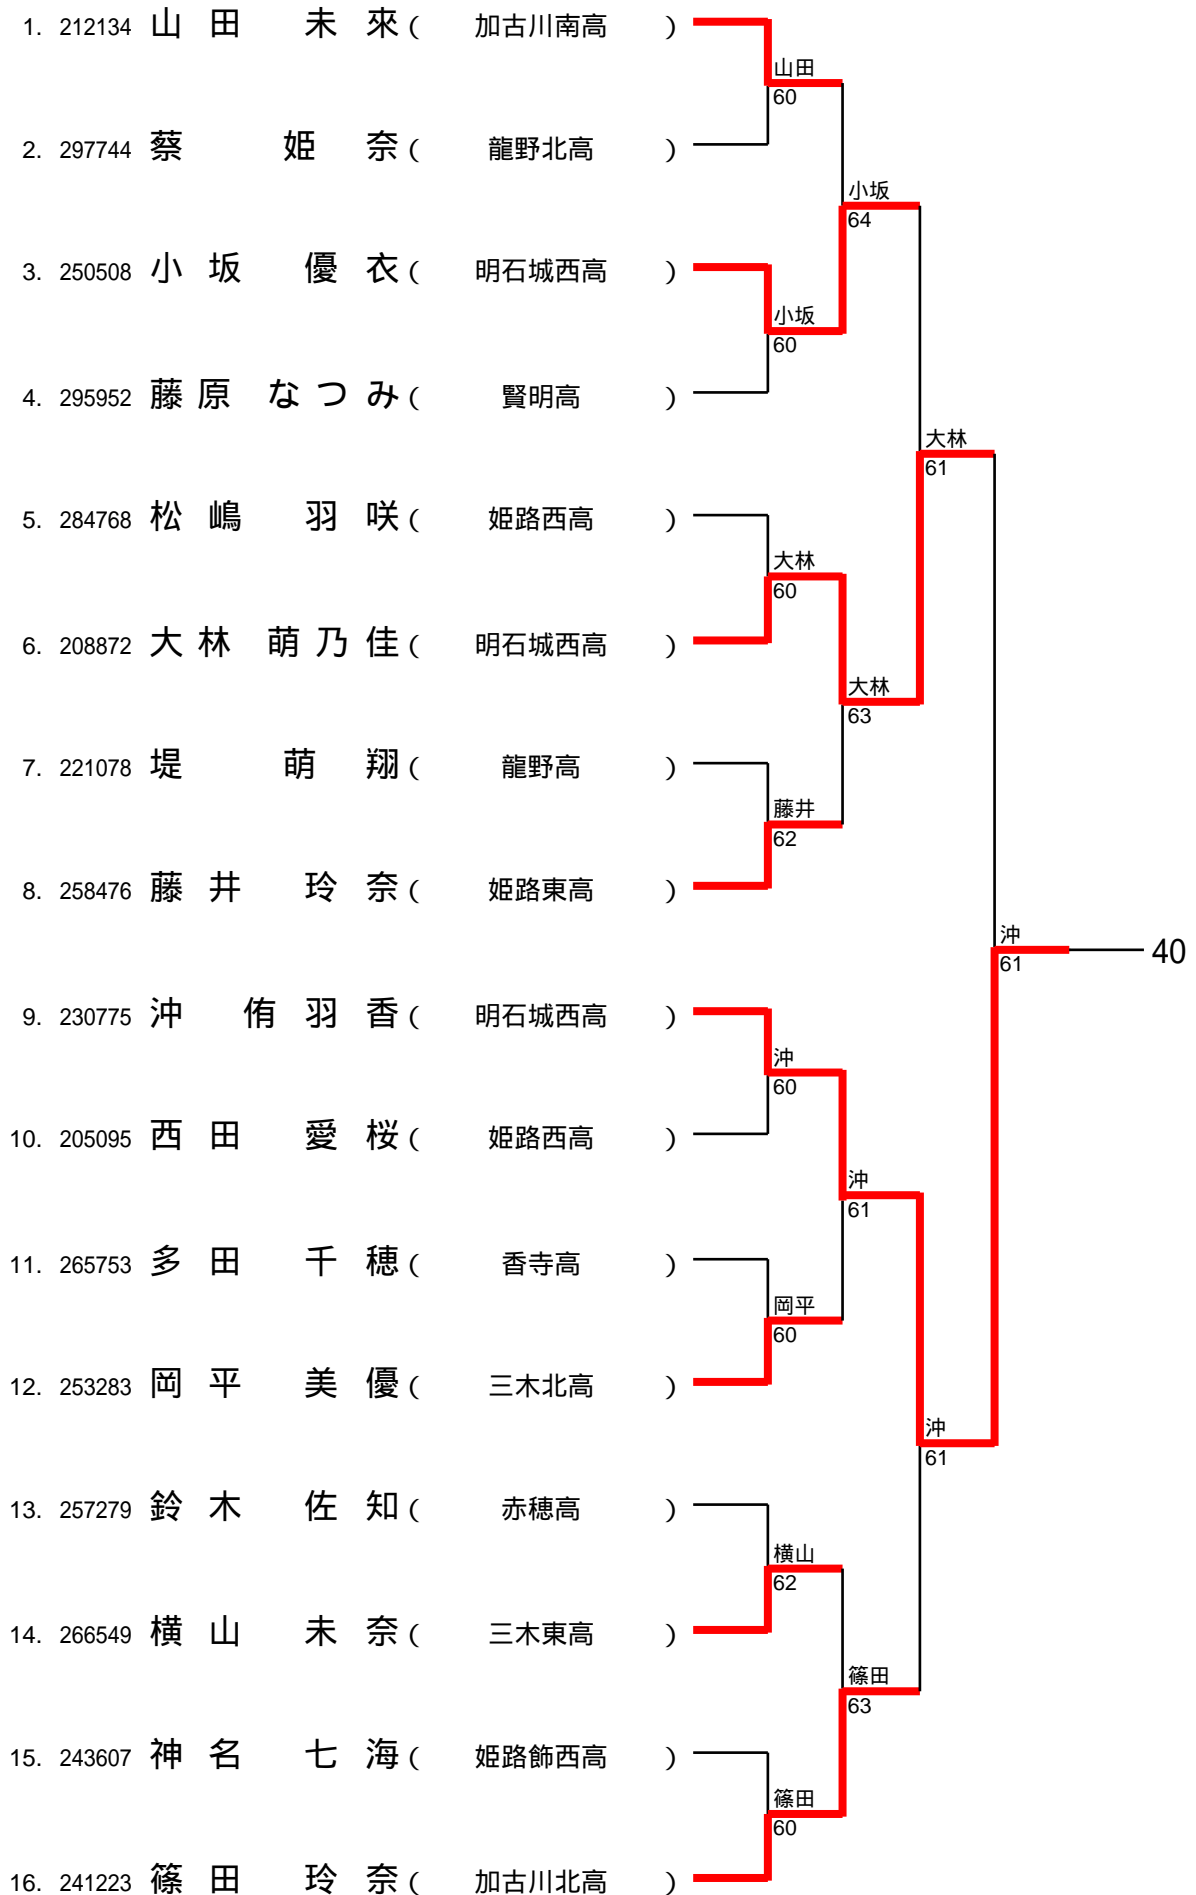 1. 212134 山田 未來 ( 加古川南高 )
山田
60
2. 297744 蔡 姫奈 ( 龍野北高 )
小坂
64
3. 250508 小坂 優衣 ( 明石城西高 )
小坂
60
4. 295952 藤原 なつみ ( 賢明高 )
大林
61
5. 284768 松嶋 羽咲 ( 姫路西高 )
大林
60
6. 208872 大林 萌乃佳 ( 明石城西高 )
大林
63
7. 221078 堤 萌翔 ( 龍野高 )
藤井
62
8. 258476 藤井 玲奈 ( 姫路東高 )
沖
61
40
9. 230775 沖 侑羽香 ( 明石城西高 )
沖
60
10. 205095 西田 愛桜 ( 姫路西高 )
沖
61
11. 265753 多田 千穂 ( 香寺高 )
岡平
60
12. 253283 岡平 美優 ( 三木北高 )
沖
61
13. 257279 鈴木 佐知 ( 赤穂高 )
横山
62
14. 266549 横山 未奈 ( 三木東高 )
篠田
63
15. 243607 神名 七海 ( 姫路飾西高 )
篠田
60
16. 241223 篠田 玲奈 ( 加古川北高 )